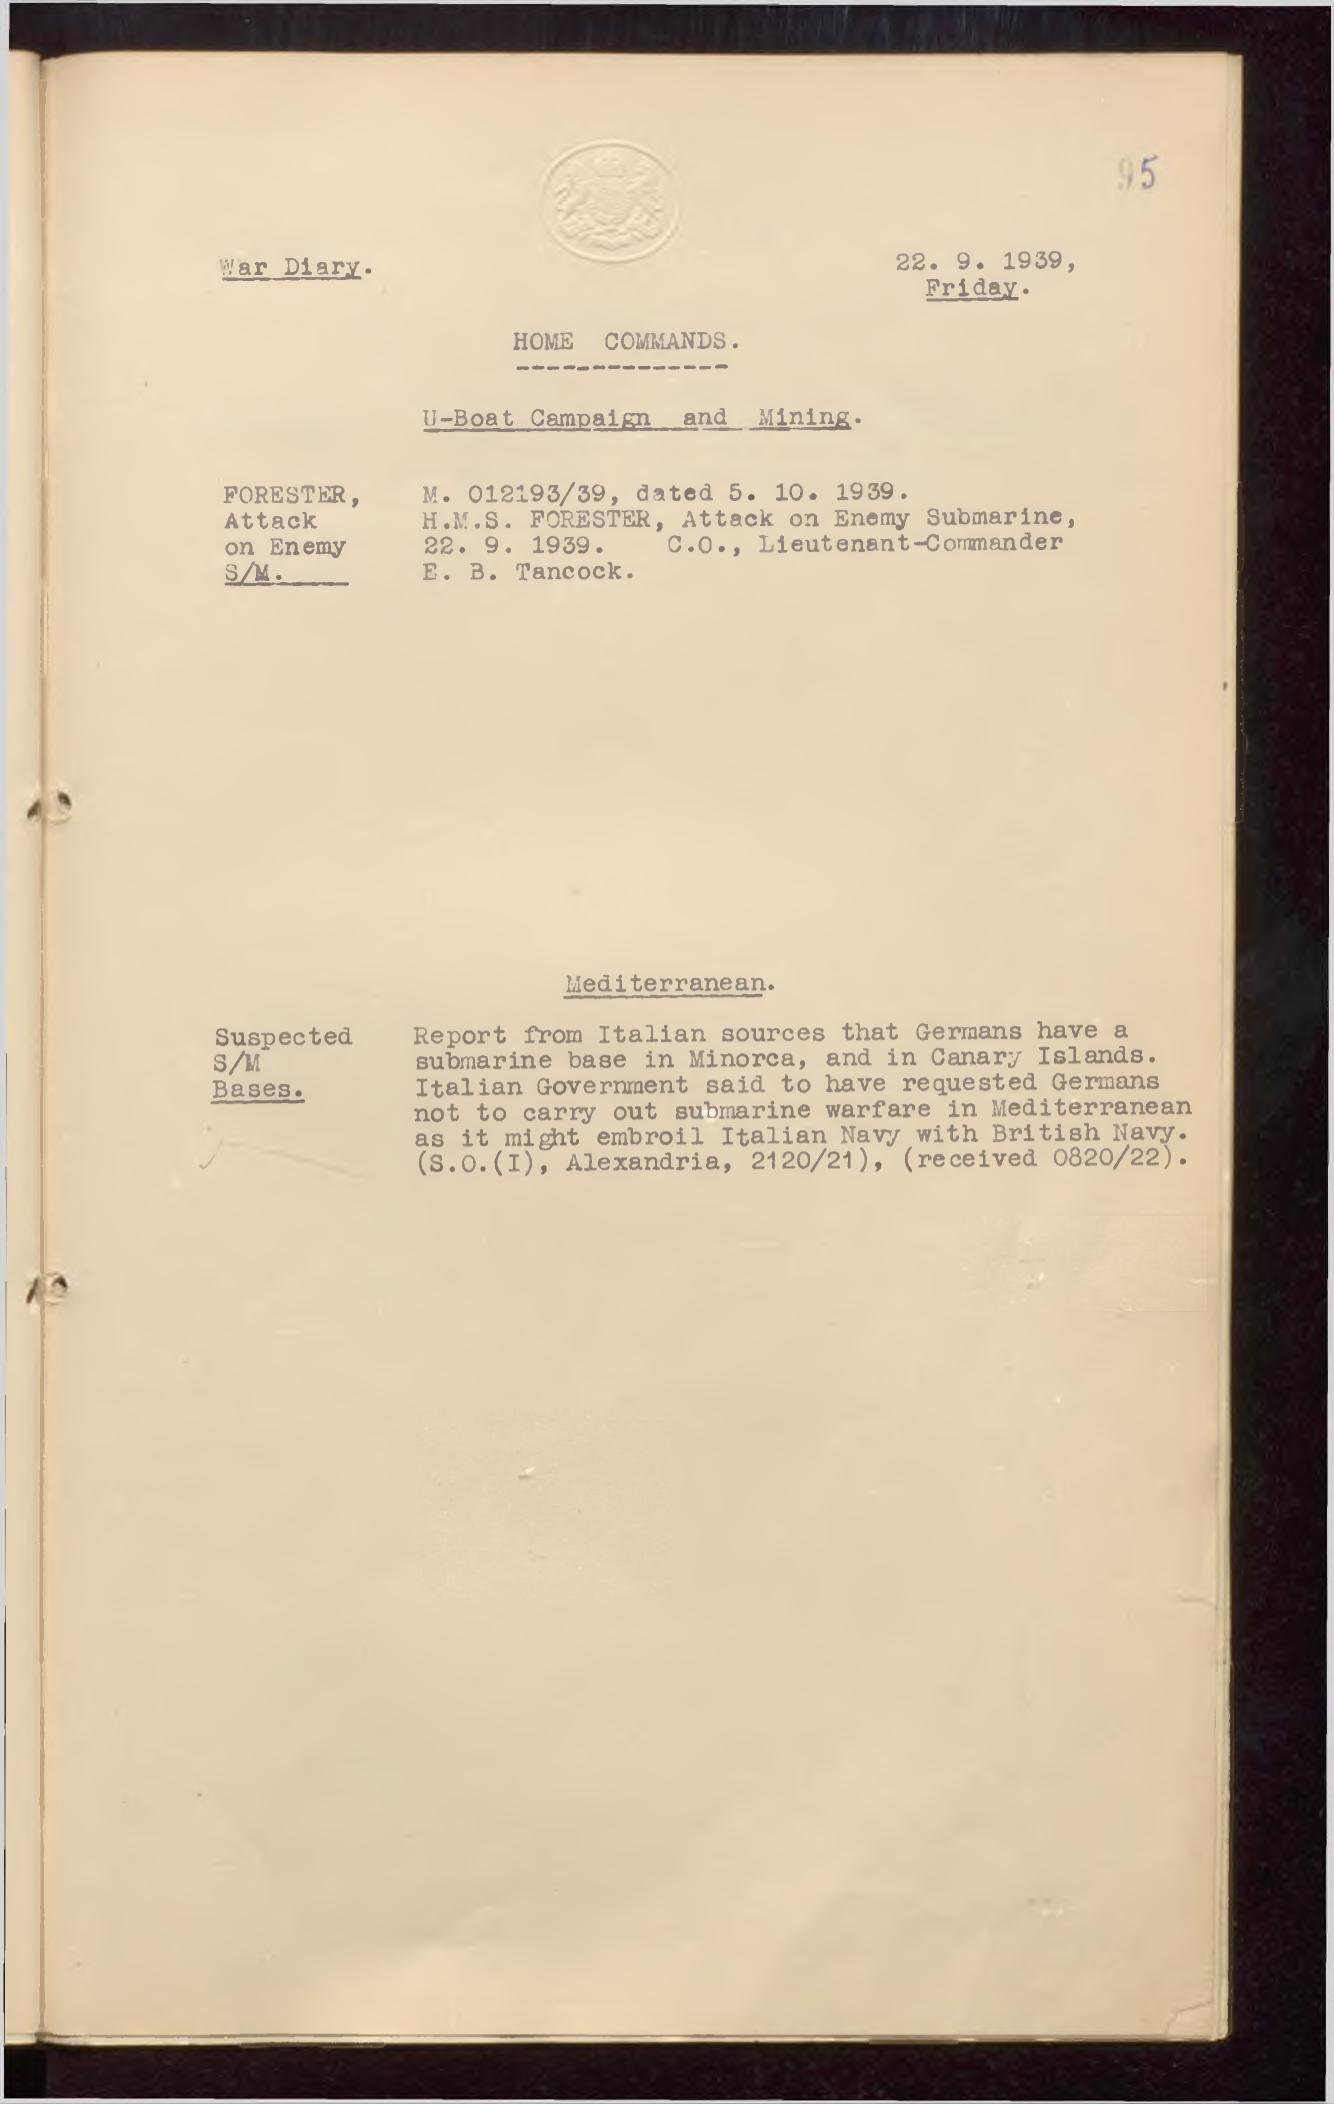 95
War Diary.
22. 9. 1939,
Friday.
HOME COMMANDS.
--------------
U-Boat Campaign and Mining.
FORESTER,
Attack
on Enemy
S/M.
M. 012193/39, dated 5. 10. 1939.
H.M.S. FORESTER, Attack on Enemy Submarine,
22. 9. 1939. C.O., Lieutenant-Commander
E. B. Tancock.
Mediterranean.
Suspected
S/M
Bases.
Report from Italian sources that Germans have a
submarine base in Minorca, and in Canary Islands.
Italian Government said to have requested Germans
not to carry out submarine warfare in Mediterranean
as it might embroil Italian Navy with British Navy.
(S.O.(I), Alexandria, 2120/21), (received 0820/22).